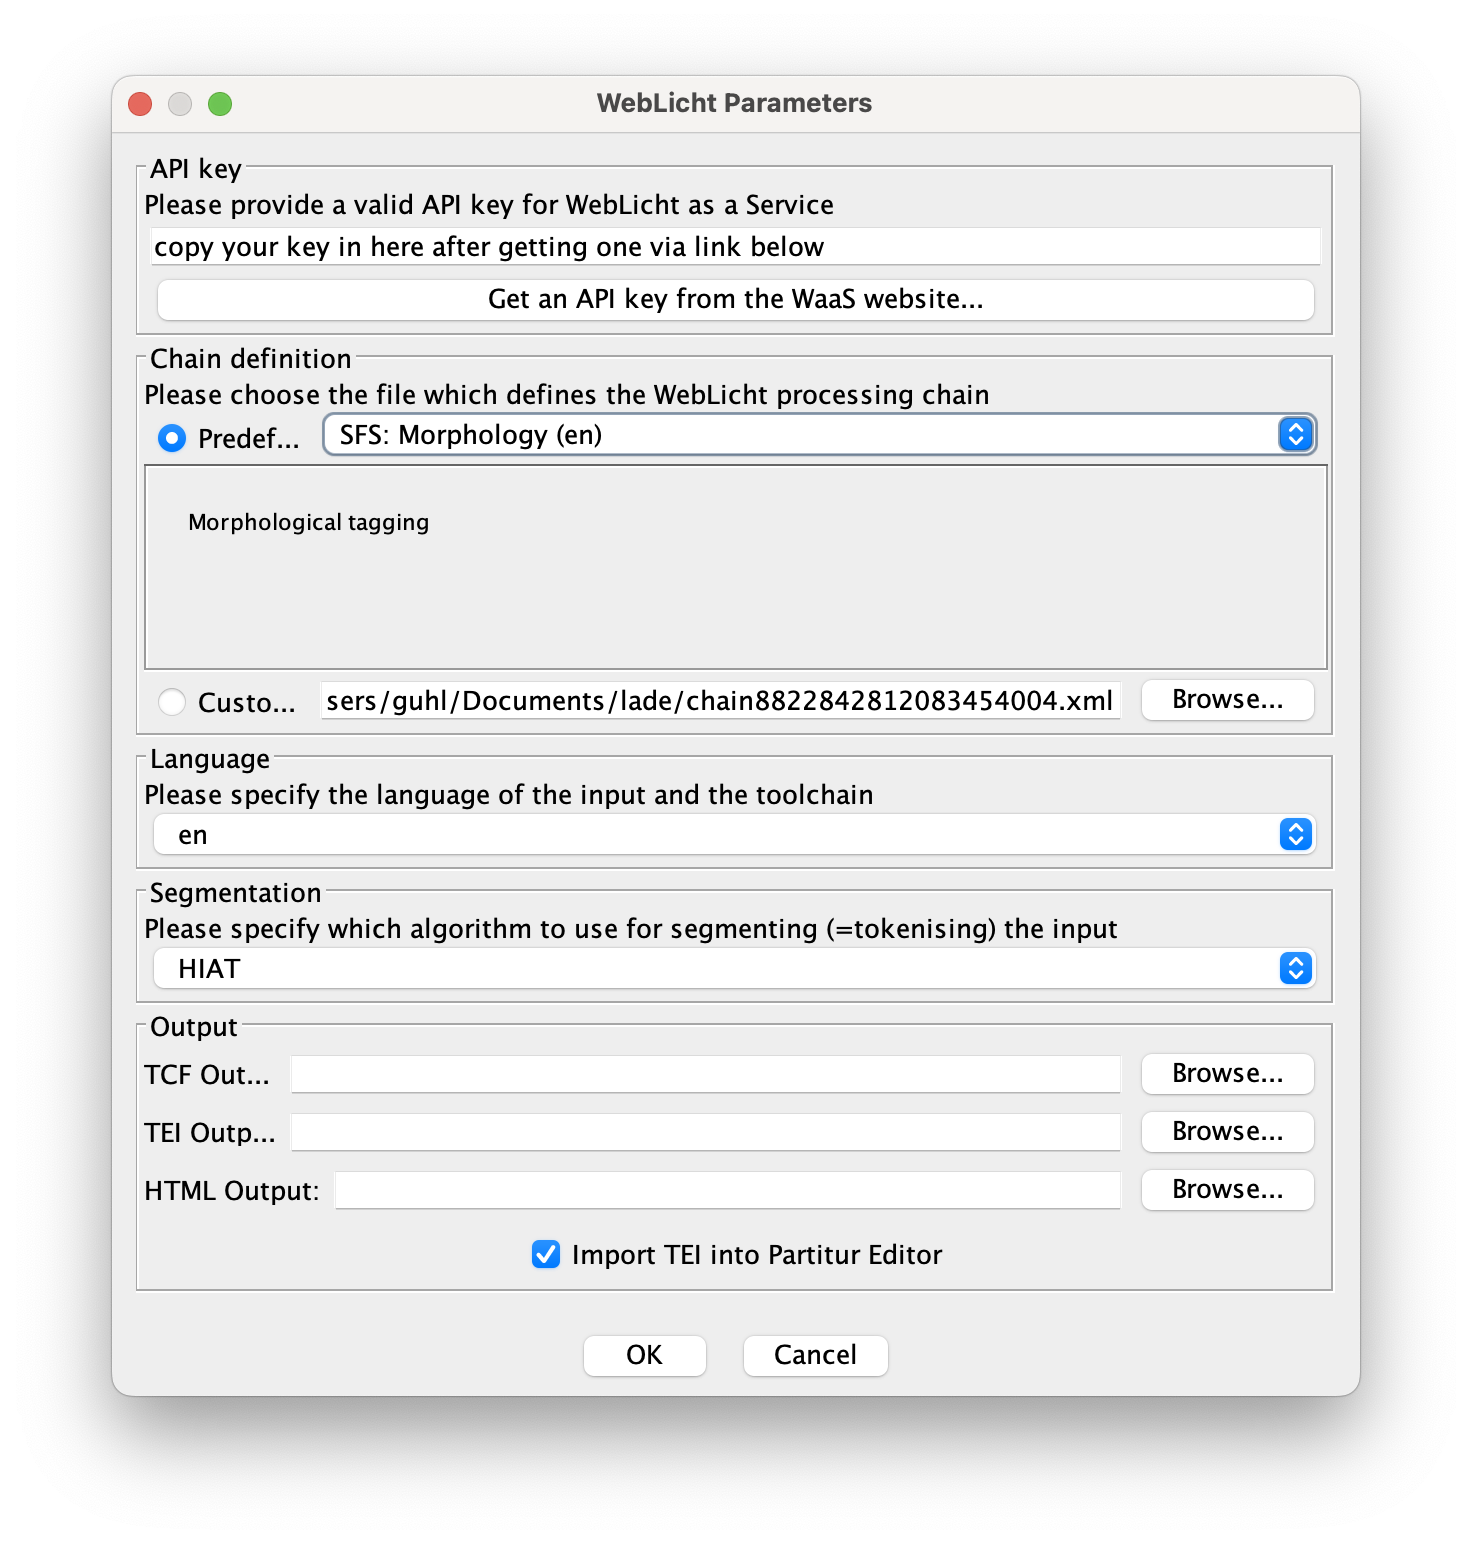 WebLicht Parameters
API key
Please provide a valid API key for WebLicht as a Service
copy your key in here after getting one via link below
Get an API key from the WaaS website...
Chain definition
Please choose the file which defines the WebLicht processing chain
Predef... SFS: Morphology (en)
Morphological tagging
Custo... sers/guhl/Documents/lade/chain8822842812083454004.xml Browse...
Language
Please specify the language of the input and the toolchain
en
Segmentation
Please specify which algorithm to use for segmenting (=tokenising) the input
HIAT
Output
TCF Out... Browse...
TEI Outp... Browse...
HTML Output: Browse...
Import TEI into Partitur Editor
OK Cancel